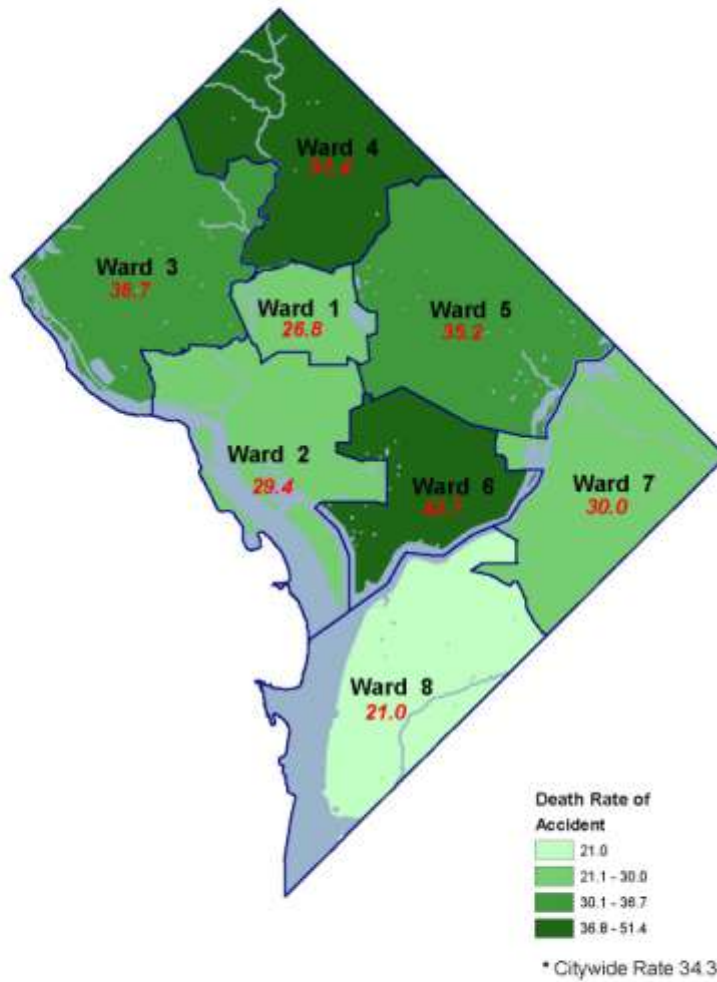 Ward 4
51.4
Ward 3
36.7
Ward 1
26.8
Ward 5
35.2
Ward 2
29.4
Ward 6
Ward 7
30.0
Ward 8
21.0
Death Rate of
Accident
21.0
21.1 - 30.0
30.1 - 36.7
36.8 - 51.4
* Citywide Rate 34.3